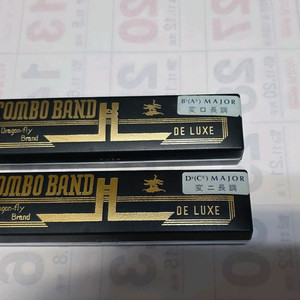 TOMBO BAND
Dragon-fly
Brand
DE LUXE
B♭(A♯) MAJOR
変ロ長調
TOMBO BAND
Dragon-fly
Brand
DE LUXE
D♭(C♯) MAJOR
変ニ長調